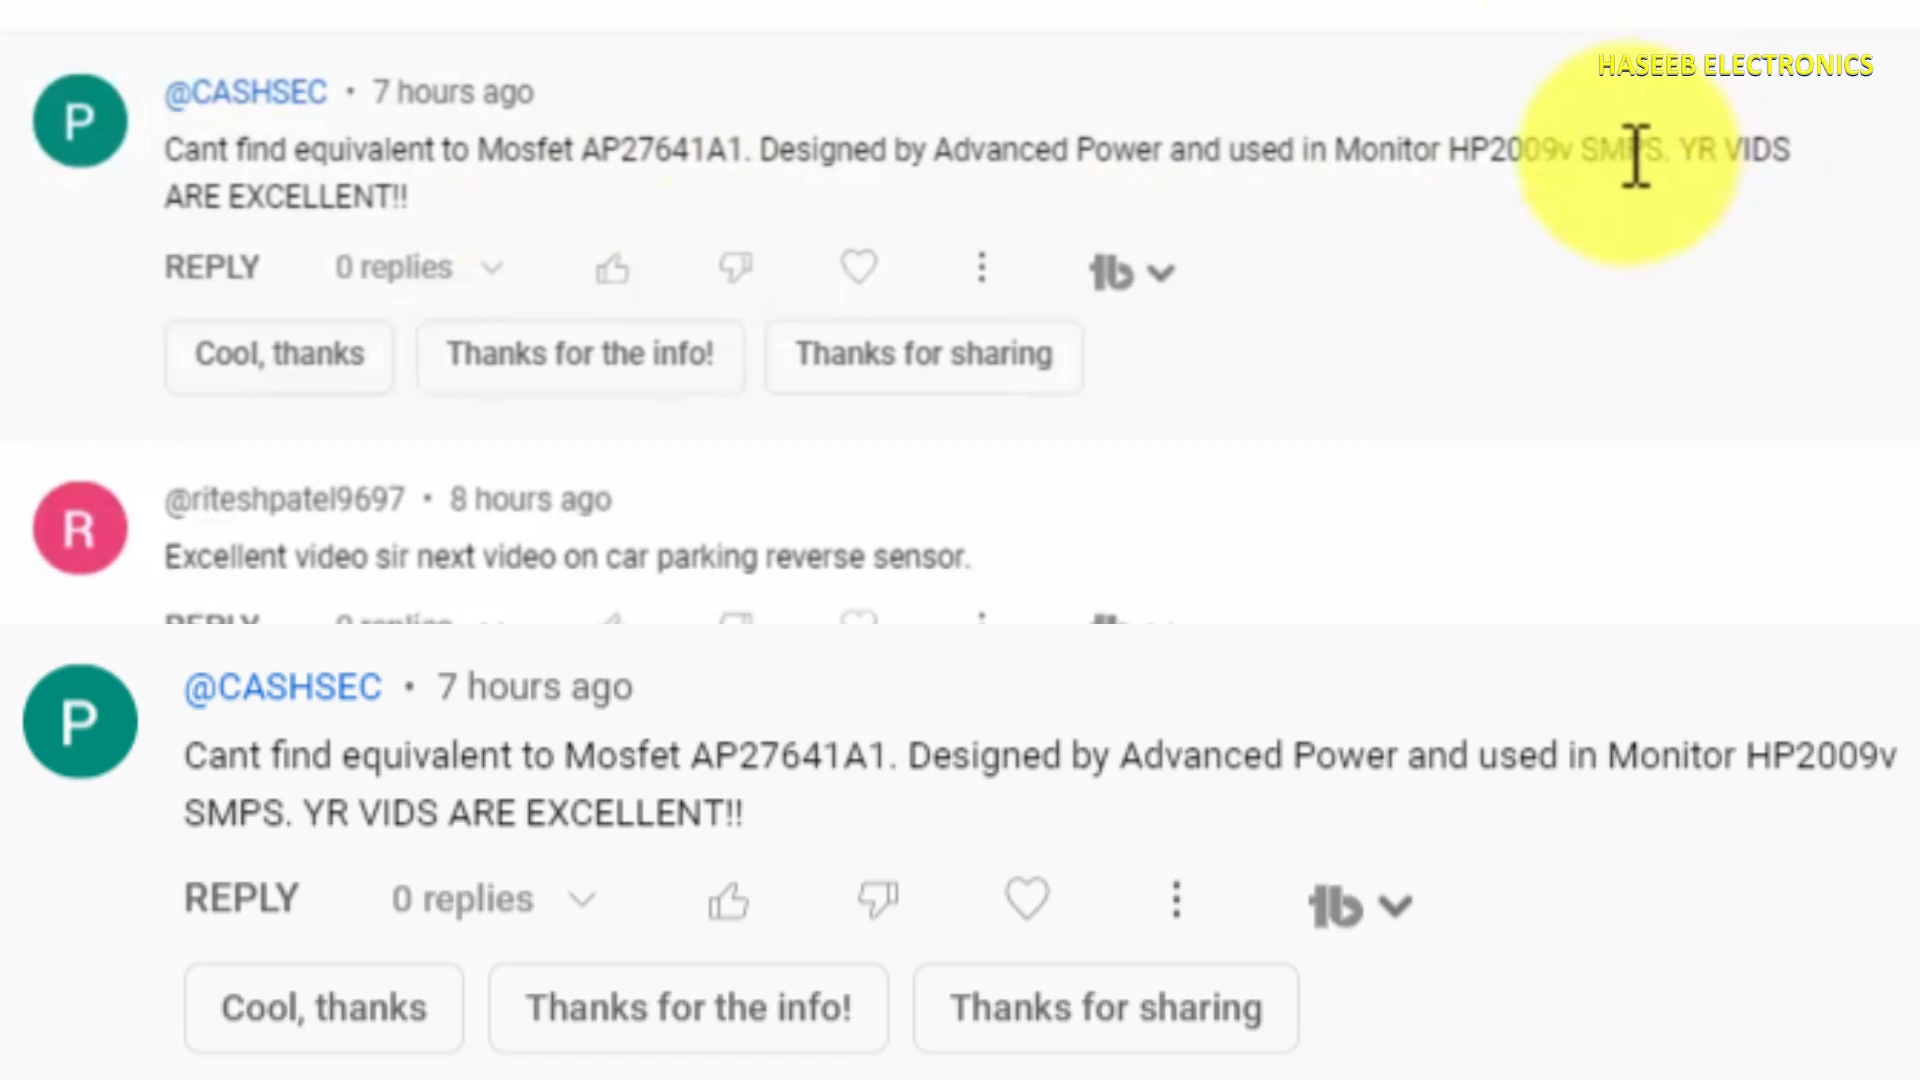 HASEEB ELECTRONICS
P
@CASHSEC • 7 hours ago
Cant find equivalent to Mosfet AP27641A1. Designed by Advanced Power and used in Monitor HP2009v SMPS. YR VIDS
ARE EXCELLENT!!
REPLY 0 replies
Cool, thanks Thanks for the info! Thanks for sharing
R
@riteshpatel9697 • 8 hours ago
Excellent video sir next video on car parking reverse sensor.
REPLY 0 replies
P
@CASHSEC • 7 hours ago
Cant find equivalent to Mosfet AP27641A1. Designed by Advanced Power and used in Monitor HP2009v
SMPS. YR VIDS ARE EXCELLENT!!
REPLY 0 replies
Cool, thanks Thanks for the info! Thanks for sharing